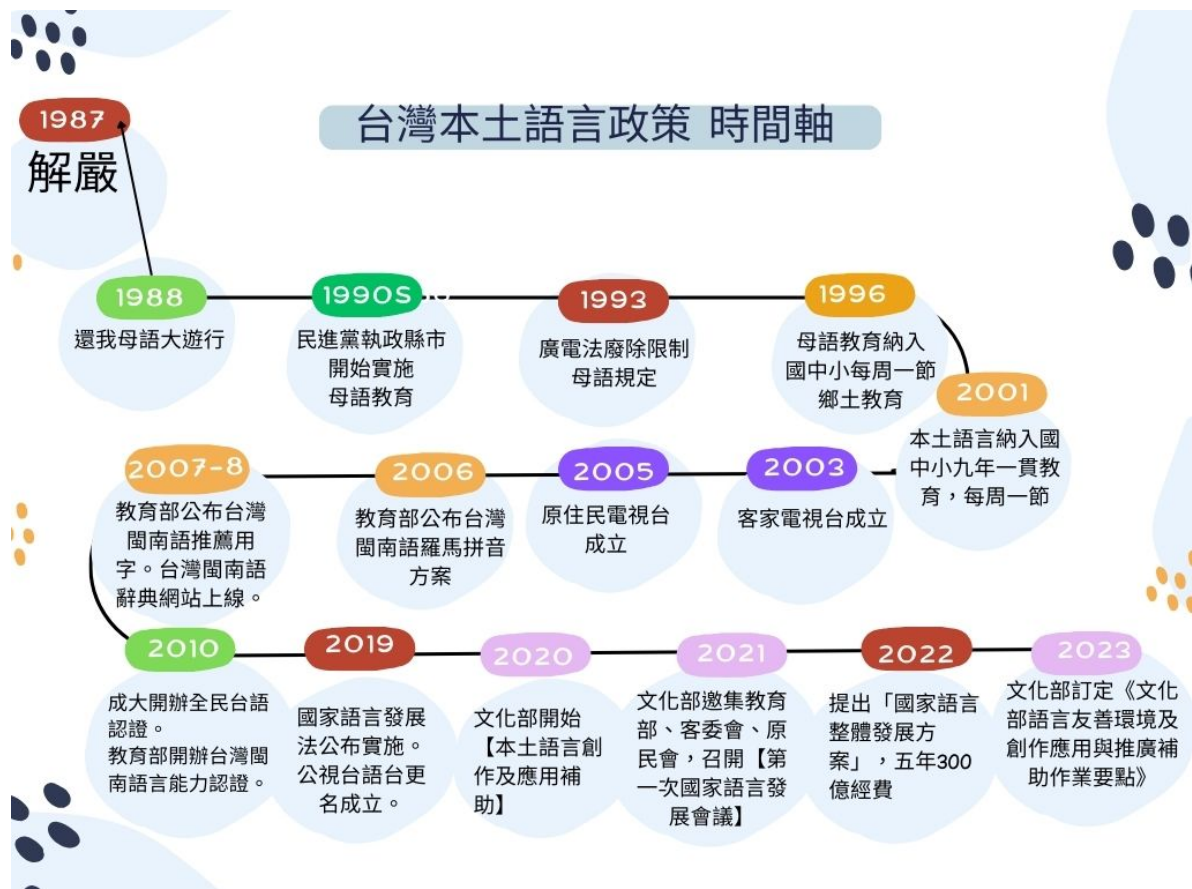 台灣本土語言政策 時間軸
1987
解嚴
1988
還我母語大遊行
1990S
民進黨執政縣市
開始實施
母語教育
1993
廣電法廢除限制
母語規定
1996
母語教育納入
國中小每周一節
鄉土教育
2001
本土語言納入國
中小九年一貫教
育，每周一節
2003
客家電視台成立
2005
原住民電視台
成立
2006
教育部公布台灣
閩南語羅馬拼音
方案
2007-8
教育部公布台灣
閩南語推薦用
字。台灣閩南語
辭典網站上線。
2010
成大開辦全民台語
認證。
教育部開辦台灣閩
南語言能力認證。
2019
國家語言發展
法公布實施。
公視台語台更
名成立。
2020
文化部開始
【本土語言創
作及應用補
助】
2021
文化部邀集教育
部、客委會、原
民會，召開【第
一次國家語言發
展會議】
2022
提出「國家語言
整體發展方
案」，五年300
億經費
2023
文化部訂定《文化
部語言友善環境及
創作應用與推廣補
助作業要點》